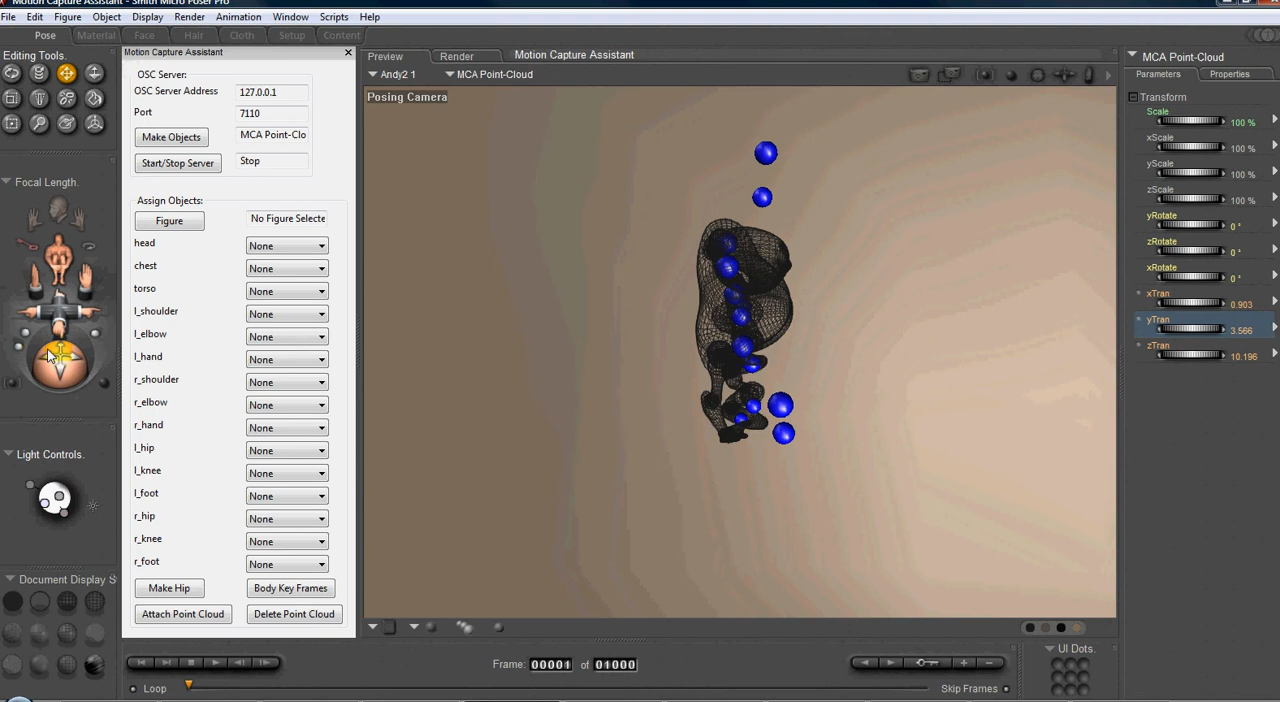 Motion Capture Assistant - Smith Micro Poser Pro
File Edit Figure Object Display Render Animation Window Scripts Help
Pose Material Face Hair Cloth Setup Content
Editing Tools.
Focal Length.
Light Controls.
Document Display S
Motion Capture Assistant
OSC Server:
OSC Server Address 127.0.0.1
Port 7110
Make Objects MCA Point-Clo
Start/Stop Server Stop
Assign Objects:
Figure No Figure Selecte
head None
chest None
torso None
l_shoulder None
l_elbow None
l_hand None
r_shoulder None
r_elbow None
r_hand None
l_hip None
l_knee None
l_foot None
r_hip None
r_knee None
r_foot None
Make Hip Body Key Frames
Attach Point Cloud Delete Point Cloud
Preview Render Motion Capture Assistant
Andy2 1 MCA Point-Cloud
Posing Camera
MCA Point-Cloud
Parameters Properties
Transform
Scale 100 %
xScale 100 %
yScale 100 %
zScale 100 %
yRotate 0 °
zRotate 0 °
xRotate 0 °
xTran 0.903
yTran 3.566
zTran 10.196
Frame: 00001 of 01000
Loop
Skip Frames
UI Dots.